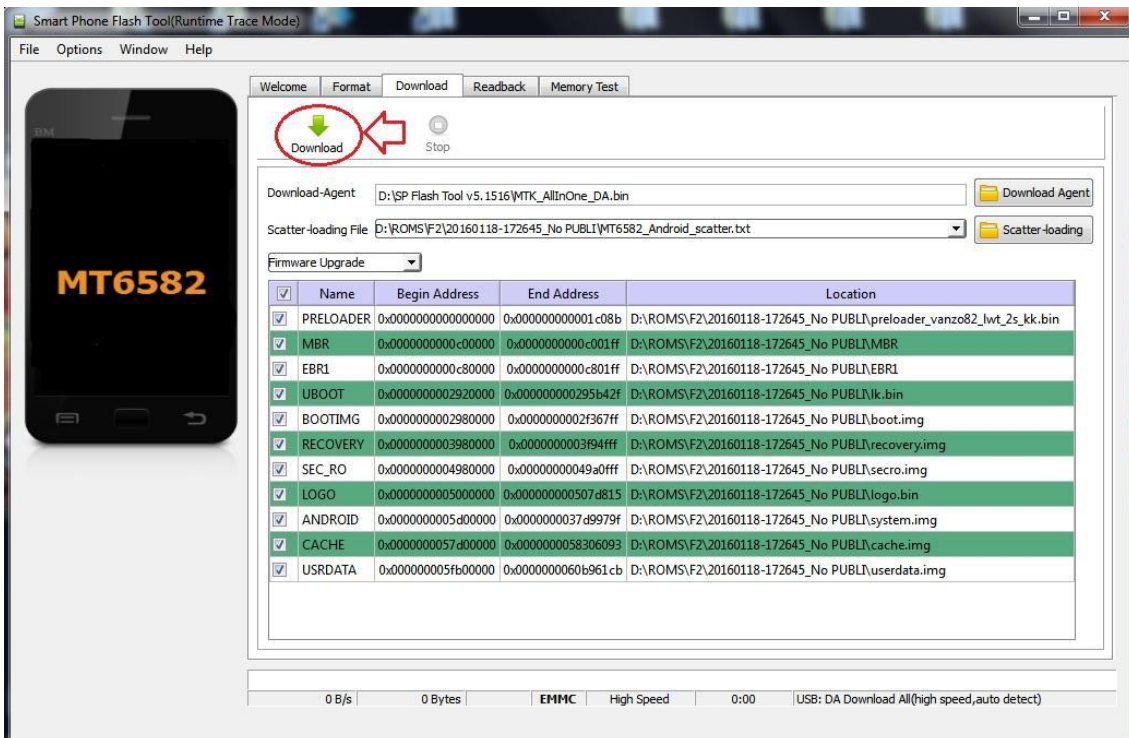 Smart Phone Flash Tool(Runtime Trace Mode)
File Options Window Help
BM
MT6582
Welcome Format Download Readback Memory Test
Download Stop
Download-Agent D:\SP Flash Tool v5.1516\MTK_AllInOne_DA.bin Download Agent
Scatter-loading File D:\ROMS\F2\20160118-172645_No PUBLI\MT6582_Android_scatter.txt Scatter-loading
Firmware Upgrade
Name Begin Address End Address Location
PRELOADER 0x0000000000000000 0x000000000001c08b D:\ROMS\F2\20160118-172645_No PUBLI\preloader_vanzo82_lwt_2s_kk.bin
MBR 0x0000000000c00000 0x0000000000c001ff D:\ROMS\F2\20160118-172645_No PUBLI\MBR
EBR1 0x0000000000c80000 0x0000000000c801ff D:\ROMS\F2\20160118-172645_No PUBLI\EBR1
UBOOT 0x0000000002920000 0x000000000295b42f D:\ROMS\F2\20160118-172645_No PUBLI\lk.bin
BOOTIMG 0x0000000002980000 0x0000000002f367ff D:\ROMS\F2\20160118-172645_No PUBLI\boot.img
RECOVERY 0x0000000003980000 0x0000000003f94fff D:\ROMS\F2\20160118-172645_No PUBLI\recovery.img
SEC_RO 0x0000000004980000 0x00000000049a0fff D:\ROMS\F2\20160118-172645_No PUBLI\secro.img
LOGO 0x0000000005000000 0x000000000507d815 D:\ROMS\F2\20160118-172645_No PUBLI\logo.bin
ANDROID 0x0000000005d00000 0x0000000037d9979f D:\ROMS\F2\20160118-172645_No PUBLI\system.img
CACHE 0x0000000057d00000 0x0000000058306093 D:\ROMS\F2\20160118-172645_No PUBLI\cache.img
USRDATA 0x000000005fb00000 0x0000000060b961cb D:\ROMS\F2\20160118-172645_No PUBLI\userdata.img
0 B/s 0 Bytes EMMC High Speed 0:00 USB: DA Download All(high speed,auto detect)